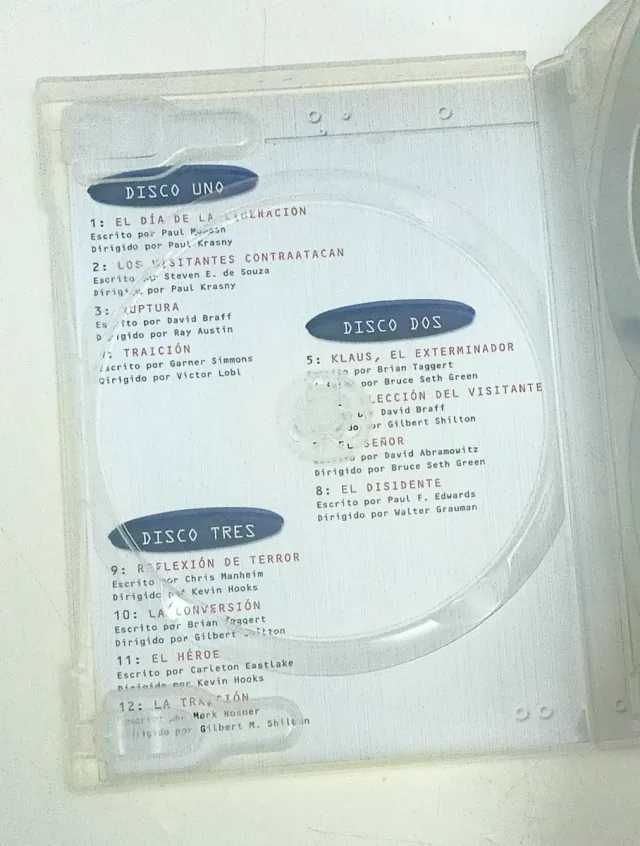 DISCO UNO
1: EL DÍA DE LA LIBERACIÓN
Escrito por Paul
Dirigido por Paul Krasny
2: LOS VISITANTES CONTRAATACAN
Escrito por Steven E. de Souza
Dirigido por Paul Krasny
3: RUPTURA
Escrito por David Braff
Dirigido por Ray Austin
4: TRAICIÓN
Escrito por Garner Simmons
Dirigido por Victor Lobl
DISCO DOS
5: KLAUS, EL EXTERMINADOR
Escrito por Brian Taggert
Dirigido por Bruce Seth Green
LECCIÓN DEL VISITANTE
por David Braff
Dirigido por Gilbert Shilton
SEÑOR
Escrito por David Abramowitz
Dirigido por Bruce Seth Green
8: EL DISIDENTE
Escrito por Paul F. Edwards
Dirigido por Walter Grauman
DISCO TRES
9: REFLEXIÓN DE TERROR
Escrito por Chris Manheim
Dirigido por Kevin Hooks
10: LA CONVERSIÓN
Escrito por Brian Taggert
Dirigido por Gilbert Shilton
11: EL HÉROE
Escrito por Carleton Eastlake
Dirigido por Kevin Hooks
12: LA
Escrito por Mark Rosner
Dirigido por Gilbert M. Shilton